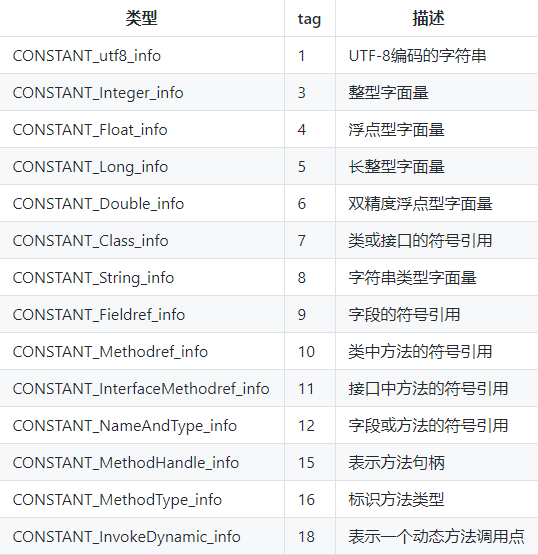 类型 tag 描述
CONSTANT_utf8_info 1 UTF-8编码的字符串
CONSTANT_Integer_info 3 整型字面量
CONSTANT_Float_info 4 浮点型字面量
CONSTANT_Long_info 5 长整型字面量
CONSTANT_Double_info 6 双精度浮点型字面量
CONSTANT_Class_info 7 类或接口的符号引用
CONSTANT_String_info 8 字符串类型字面量
CONSTANT_Fieldref_info 9 字段的符号引用
CONSTANT_Methodref_info 10 类中方法的符号引用
CONSTANT_InterfaceMethodref_info 11 接口中方法的符号引用
CONSTANT_NameAndType_info 12 字段或方法的符号引用
CONSTANT_MethodHandle_info 15 表示方法句柄
CONSTANT_MethodType_info 16 标识方法类型
CONSTANT_InvokeDynamic_info 18 表示一个动态方法调用点